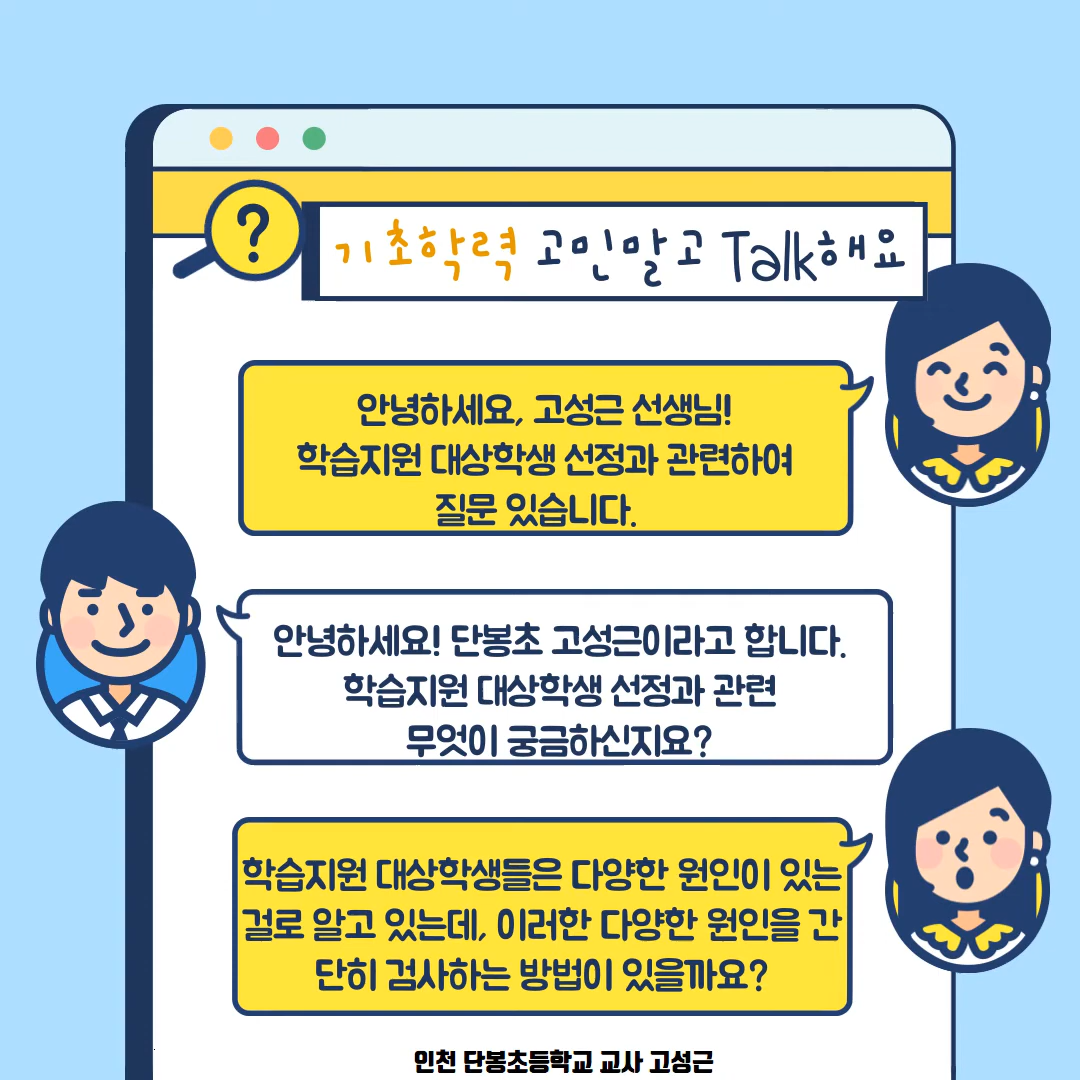 ?
기초학력 고민말고 Talk해요
안녕하세요, 고성근 선생님!
학습지원 대상학생 선정과 관련하여
질문 있습니다.
안녕하세요! 단봉초 고성근이라고 합니다.
학습지원 대상학생 선정과 관련
무엇이 궁금하신지요?
학습지원 대상학생들은 다양한 원인이 있는
걸로 알고 있는데, 이러한 다양한 원인을 간
단히 검사하는 방법이 있을까요?
인천 단봉초등학교 교사 고성근